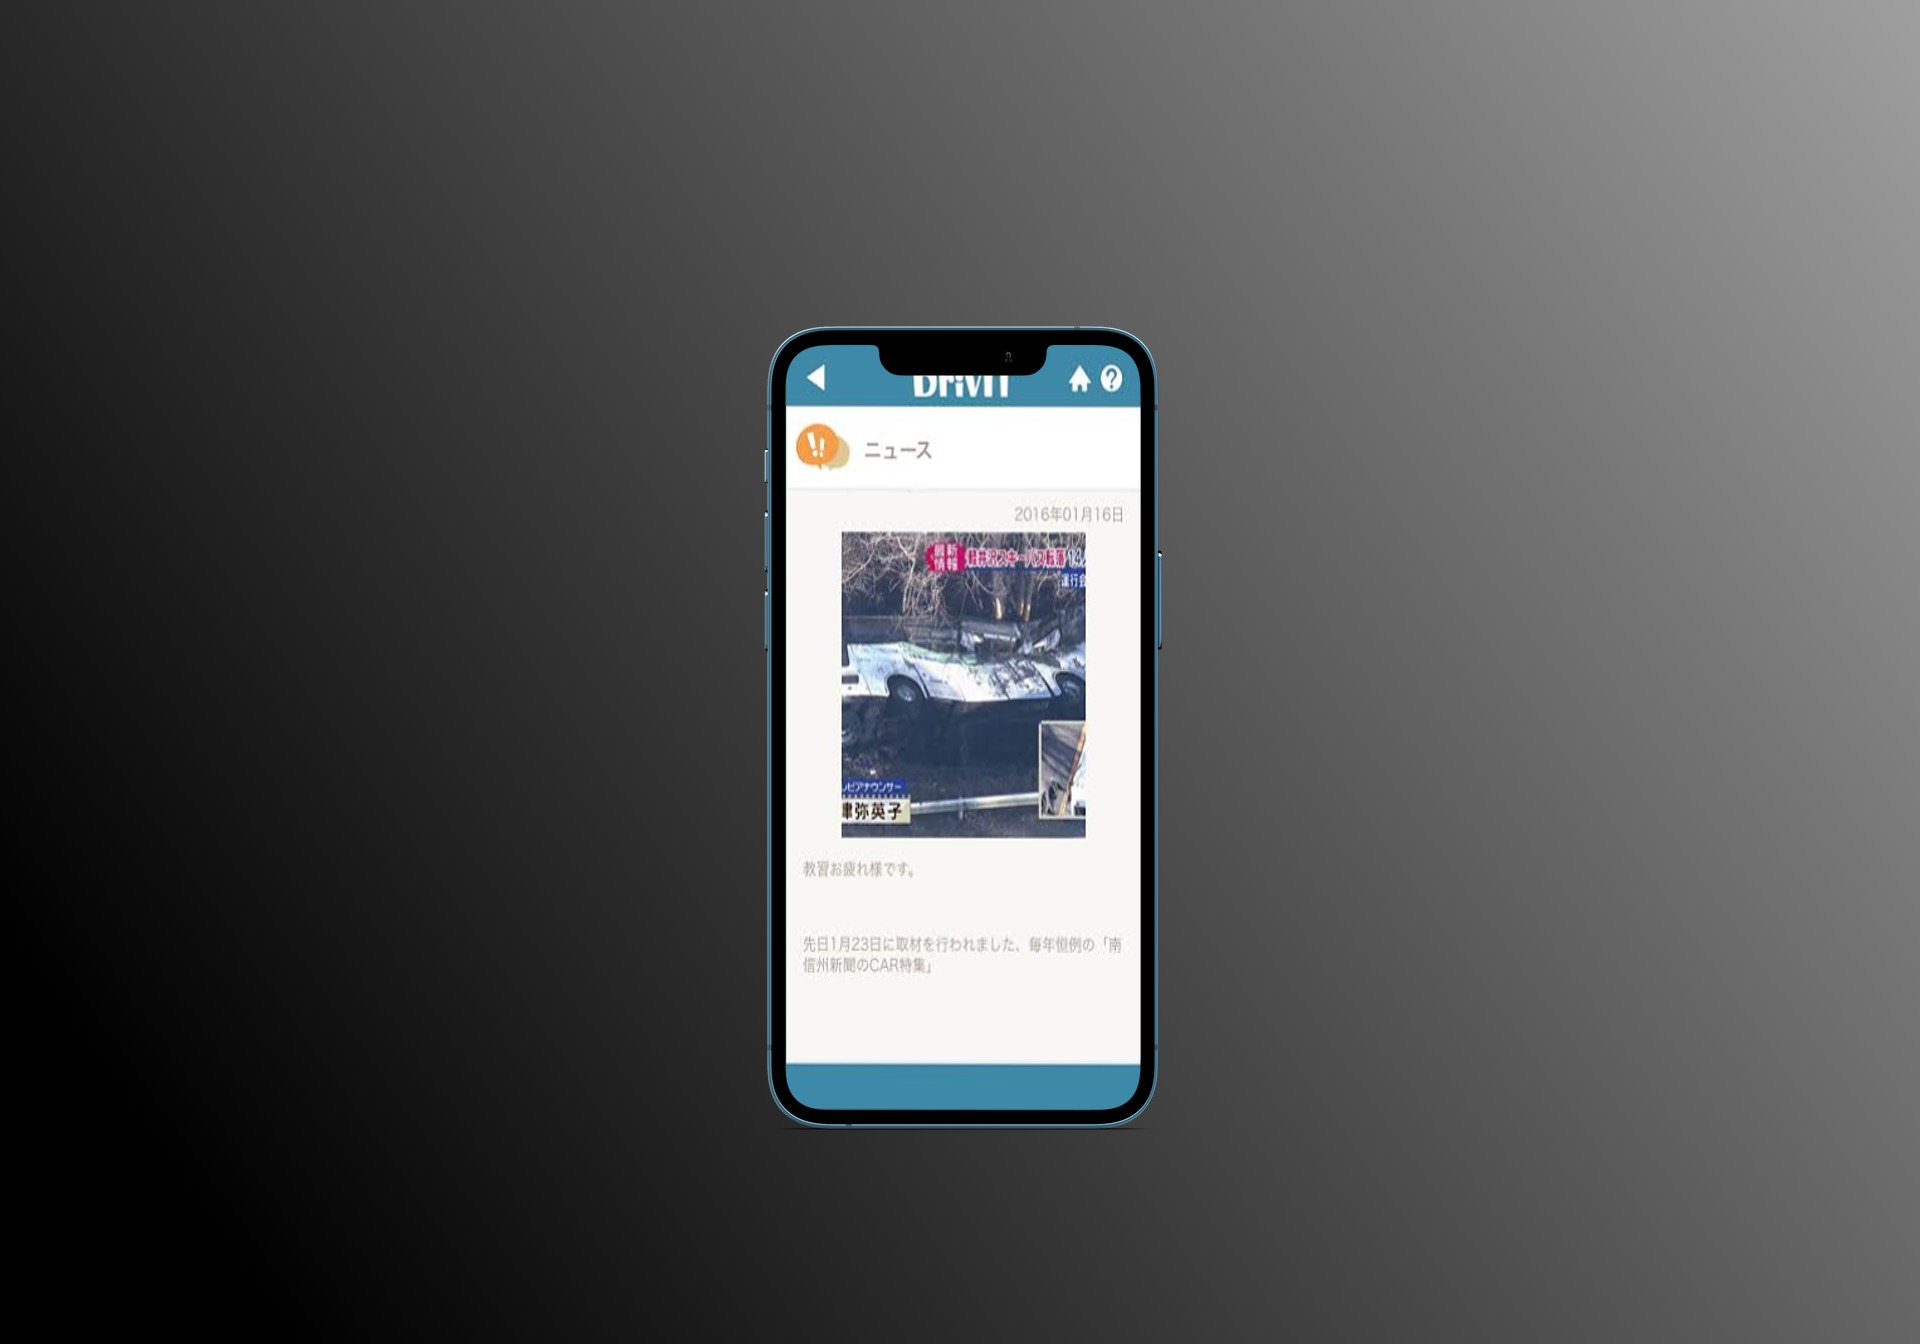 DriVIT
ニュース
2016年01月16日
最新
情報
軽井沢スキーバス転落 14人
運行会
レビアナウンサー
津弥英子
教習お疲れ様です。
先日1月23日に取材を行われました、毎年恒例の「南
信州新聞のCAR特集」